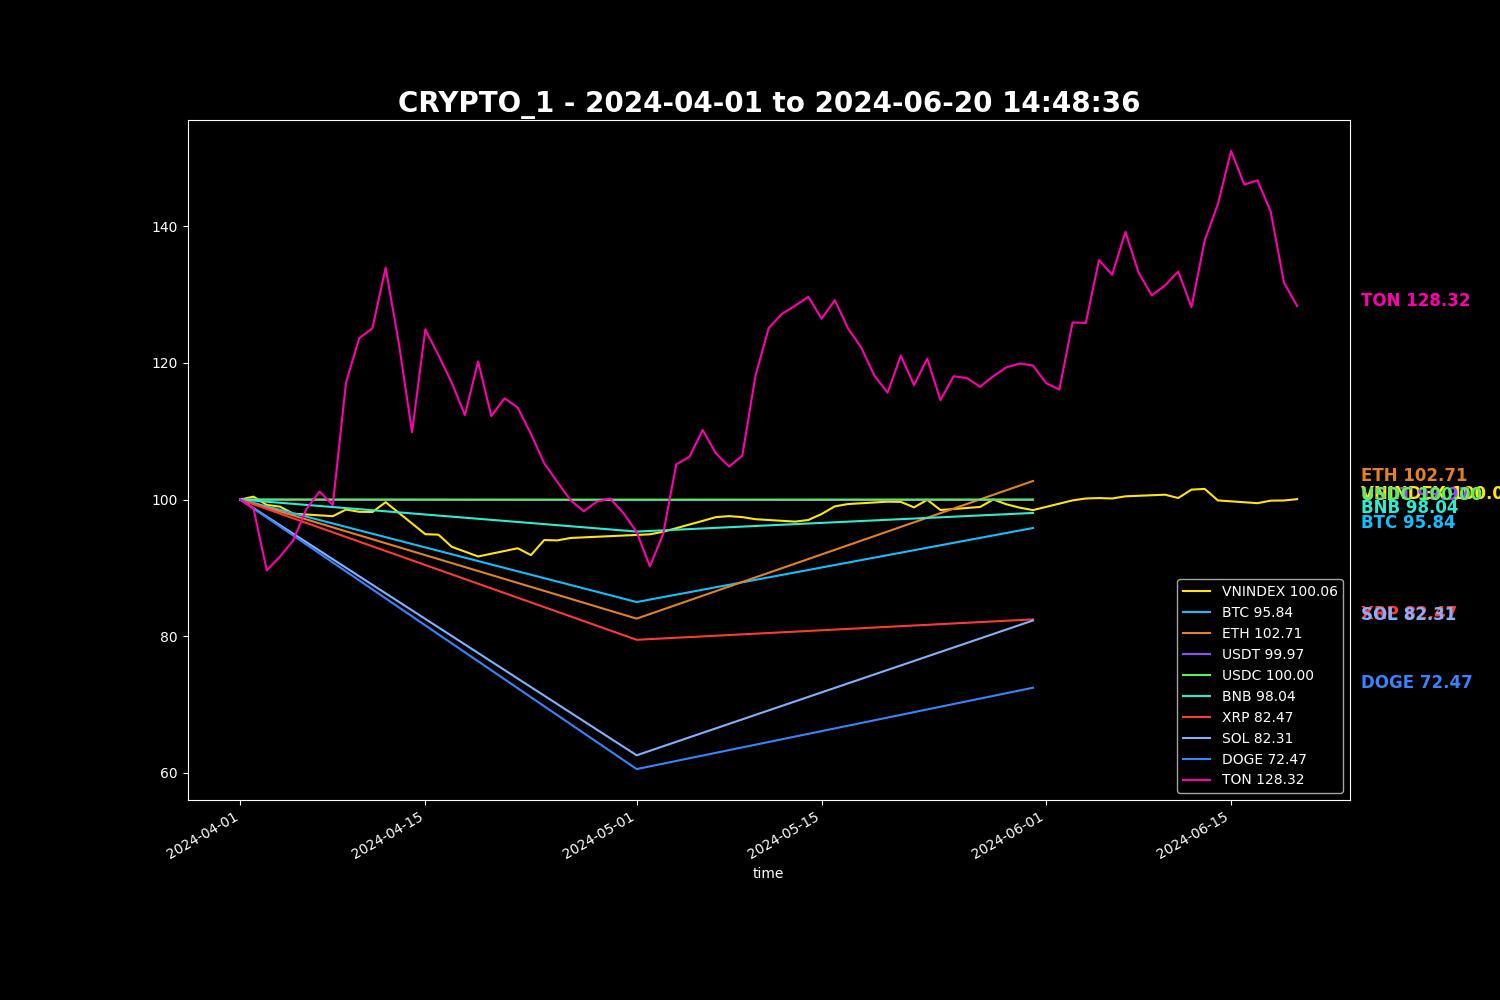 CRYPTO_1 - 2024-04-01 to 2024-06-20 14:48:36
140
120
100
80
60
TON 128.32
ETH 102.71
VNINDEX 100.0
BNB 98.04
BTC 95.84
SOL 82.31
DOGE 72.47
VNINDEX 100.06
BTC 95.84
ETH 102.71
USDT 99.97
USDC 100.00
BNB 98.04
XRP 82.47
SOL 82.31
DOGE 72.47
TON 128.32
2024-04-01
2024-04-15
2024-05-01
2024-05-15
2024-06-01
2024-06-15
time